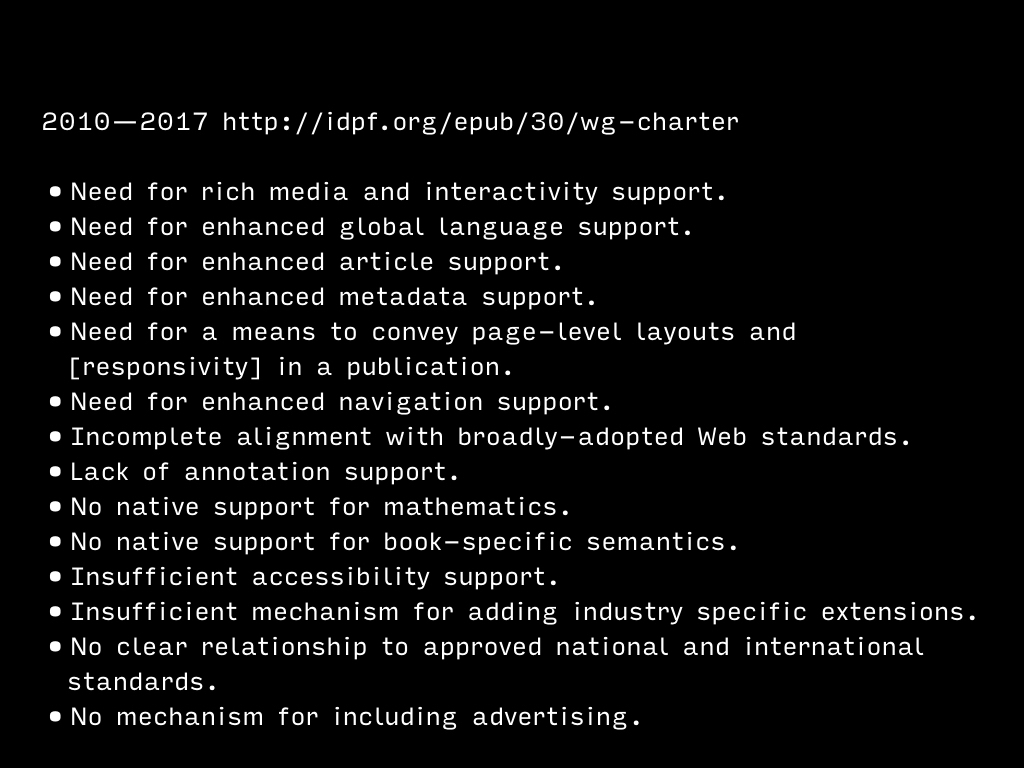 2010—2017 http://idpf.org/epub/30/wg-charter
•Need for rich media and interactivity support.
•Need for enhanced global language support.
•Need for enhanced article support.
•Need for enhanced metadata support.
•Need for a means to convey page-level layouts and
[responsivity] in a publication.
•Need for enhanced navigation support.
•Incomplete alignment with broadly-adopted Web standards.
•Lack of annotation support.
•No native support for mathematics.
•No native support for book-specific semantics.
•Insufficient accessibility support.
•Insufficient mechanism for adding industry specific extensions.
•No clear relationship to approved national and international
standards.
•No mechanism for including advertising.